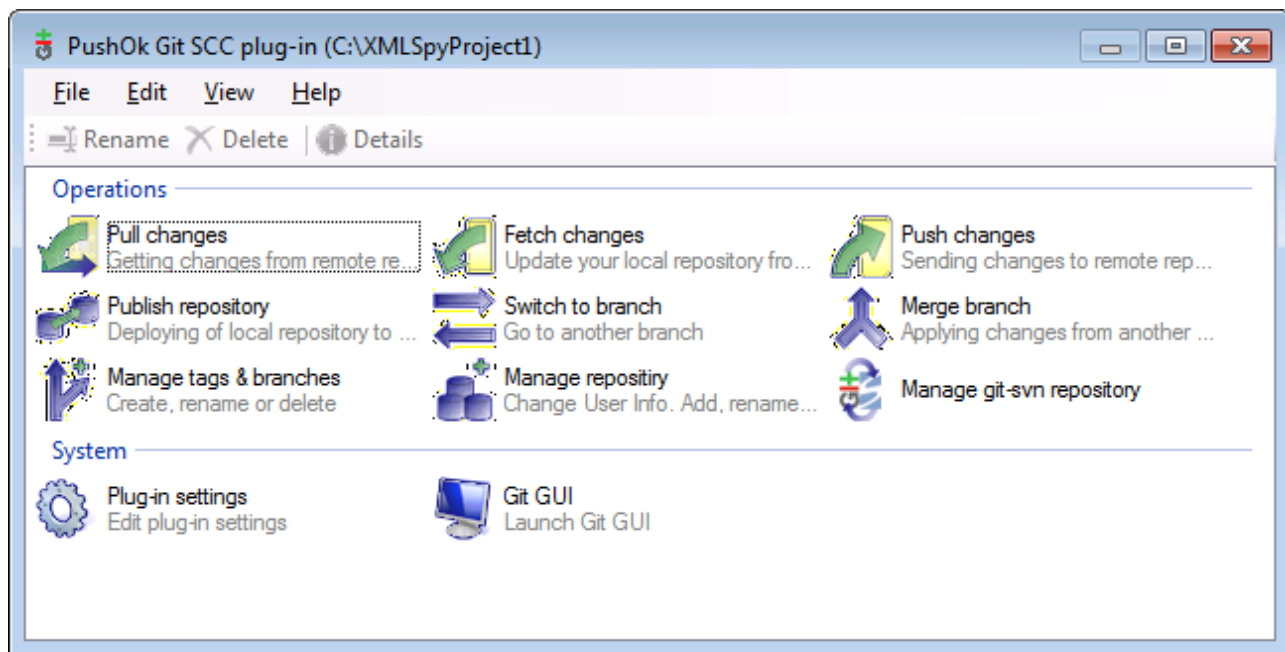 PushOk Git SCC plug-in (C:\XMLSpyProject1)
File Edit View Help
Rename Delete Details
Operations
Pull changes
Getting changes from remote re...
Fetch changes
Update your local repository fro...
Push changes
Sending changes to remote rep...
Publish repository
Deploying of local repository to ...
Switch to branch
Go to another branch
Merge branch
Applying changes from another ...
Manage tags & branches
Create, rename or delete
Manage repositiry
Change User Info. Add, rename...
Manage git-svn repository
System
Plug-in settings
Edit plug-in settings
Git GUI
Launch Git GUI